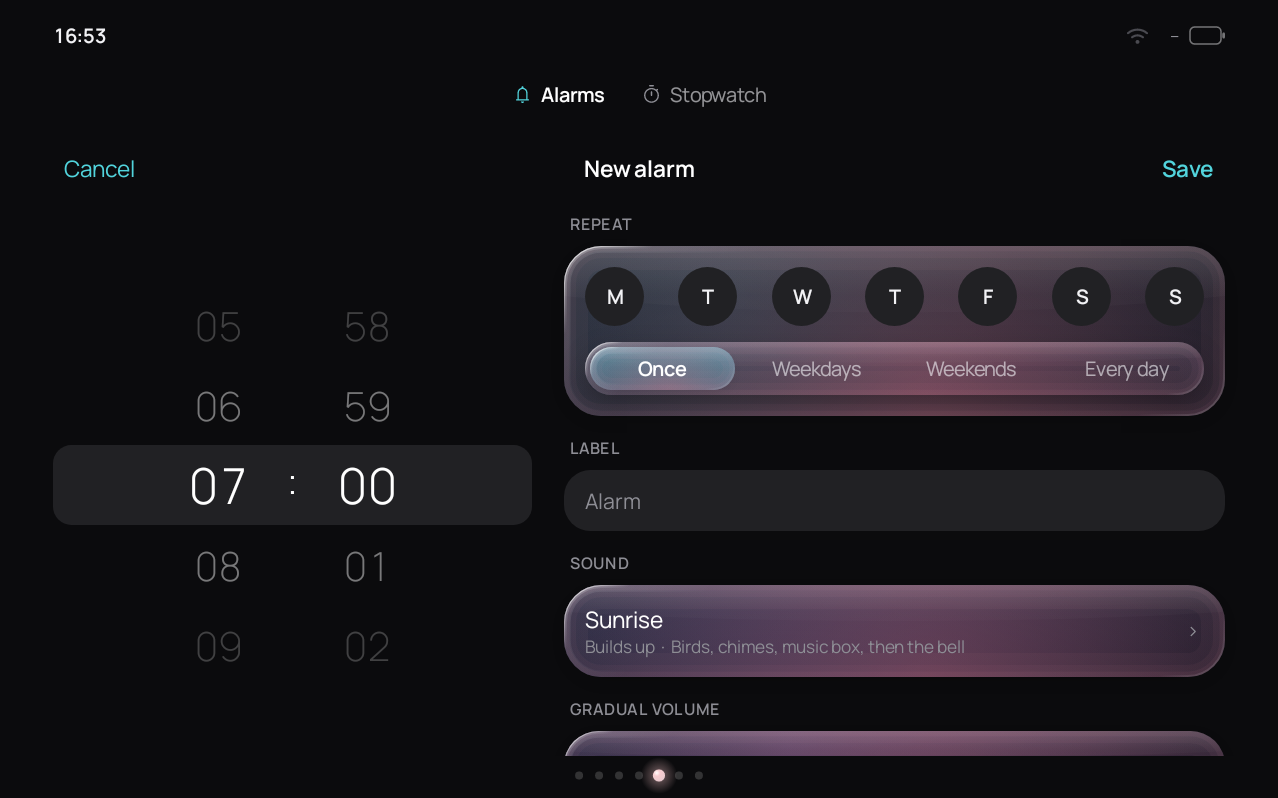 16:53
–
Alarms
Stopwatch
Cancel
New alarm
Save
05 58
06 59
07 : 00
08 01
09 02
REPEAT
M T W T F S S
Once Weekdays Weekends Every day
LABEL
Alarm
SOUND
Sunrise
Builds up · Birds, chimes, music box, then the bell
GRADUAL VOLUME